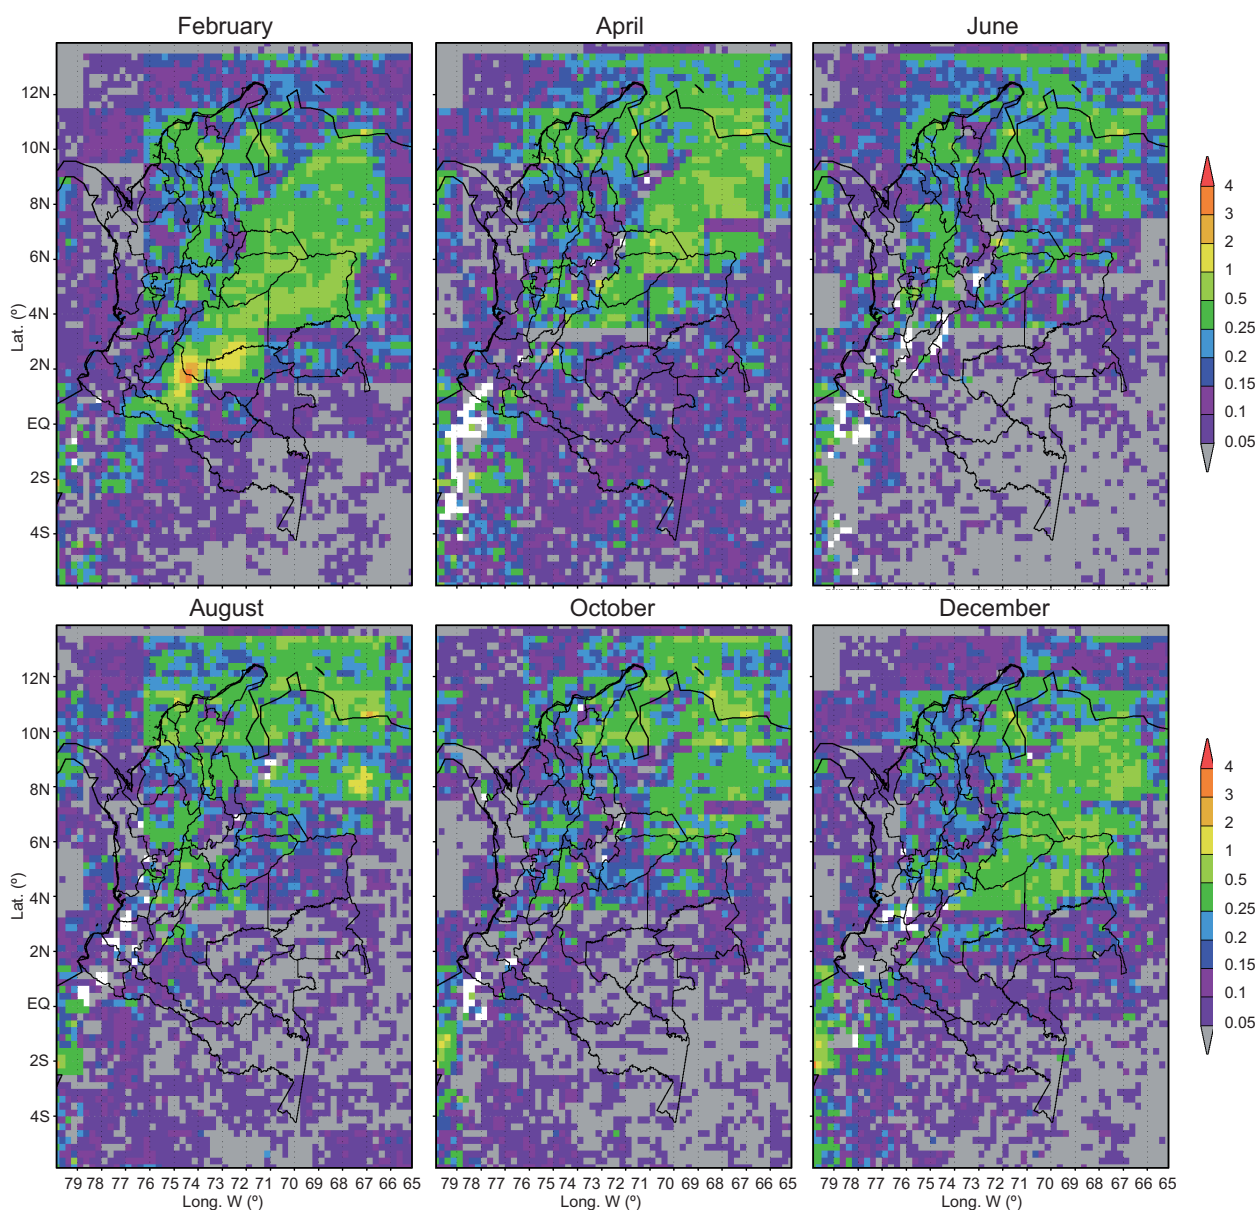 February
April
June
12N
10N
8N
6N
4N
2N
EQ
2S
4S
Lat. (º)
4
3
2
1
0.5
0.25
0.2
0.15
0.1
0.05
August
October
December
12N
10N
8N
6N
4N
2N
EQ
2S
4S
Lat. (º)
4
3
2
1
0.5
0.25
0.2
0.15
0.1
0.05
79 78 77 76 75 74 73 72 71 70 69 68 67 66 65
79 78 77 76 75 74 73 72 71 70 69 68 67 66 65
79 78 77 76 75 74 73 72 71 70 69 68 67 66 65
Long. W (º)
Long. W (º)
Long. W (º)